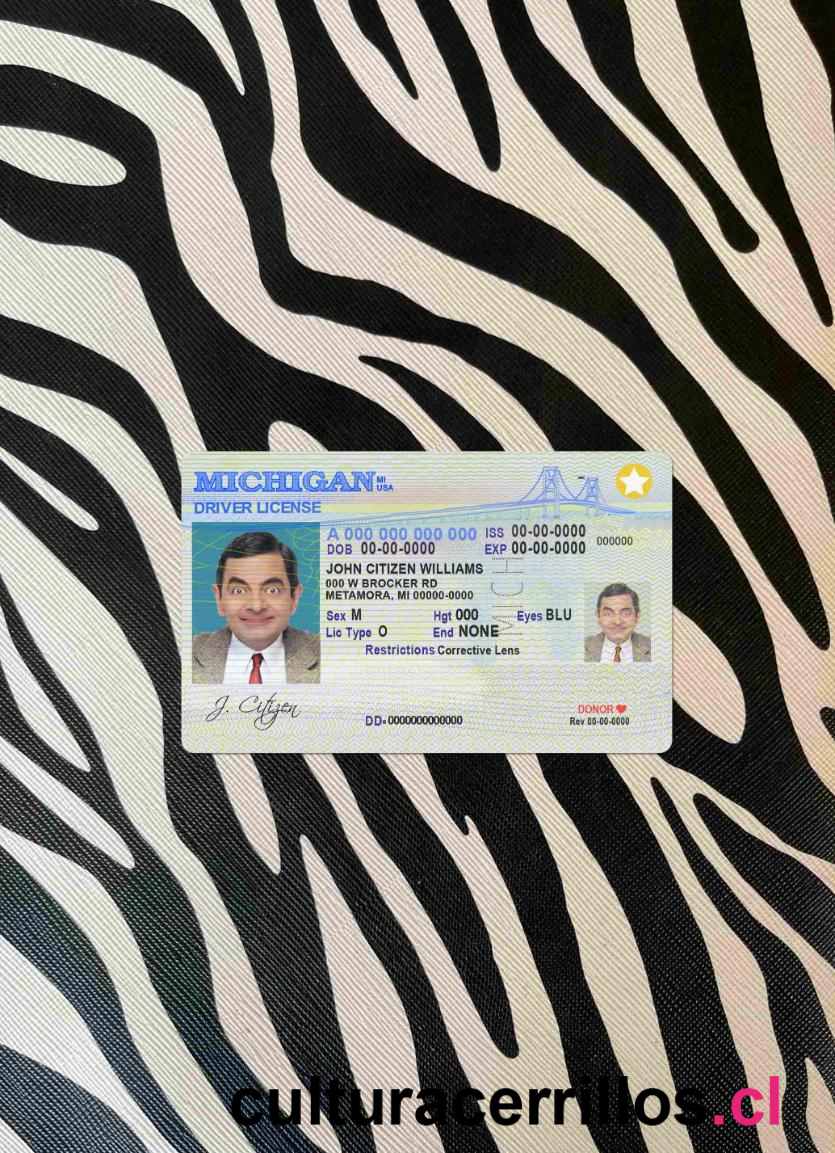 MICHIGAN MI USA
DRIVER LICENSE
A 000 000 000 000 ISS 00-00-0000
DOB 00-00-0000 EXP 00-00-0000 000000
JOHN CITIZEN WILLIAMS
000 W BROCKER RD
METAMORA, MI 00000-0000
MICH
Sex M Hgt 000 Eyes BLU
Lic Type O End NONE
Restrictions Corrective Lens
J. Citizen
DD 0000000000000
DONOR
Rev 00-00-0000
culturacerrillos.cl